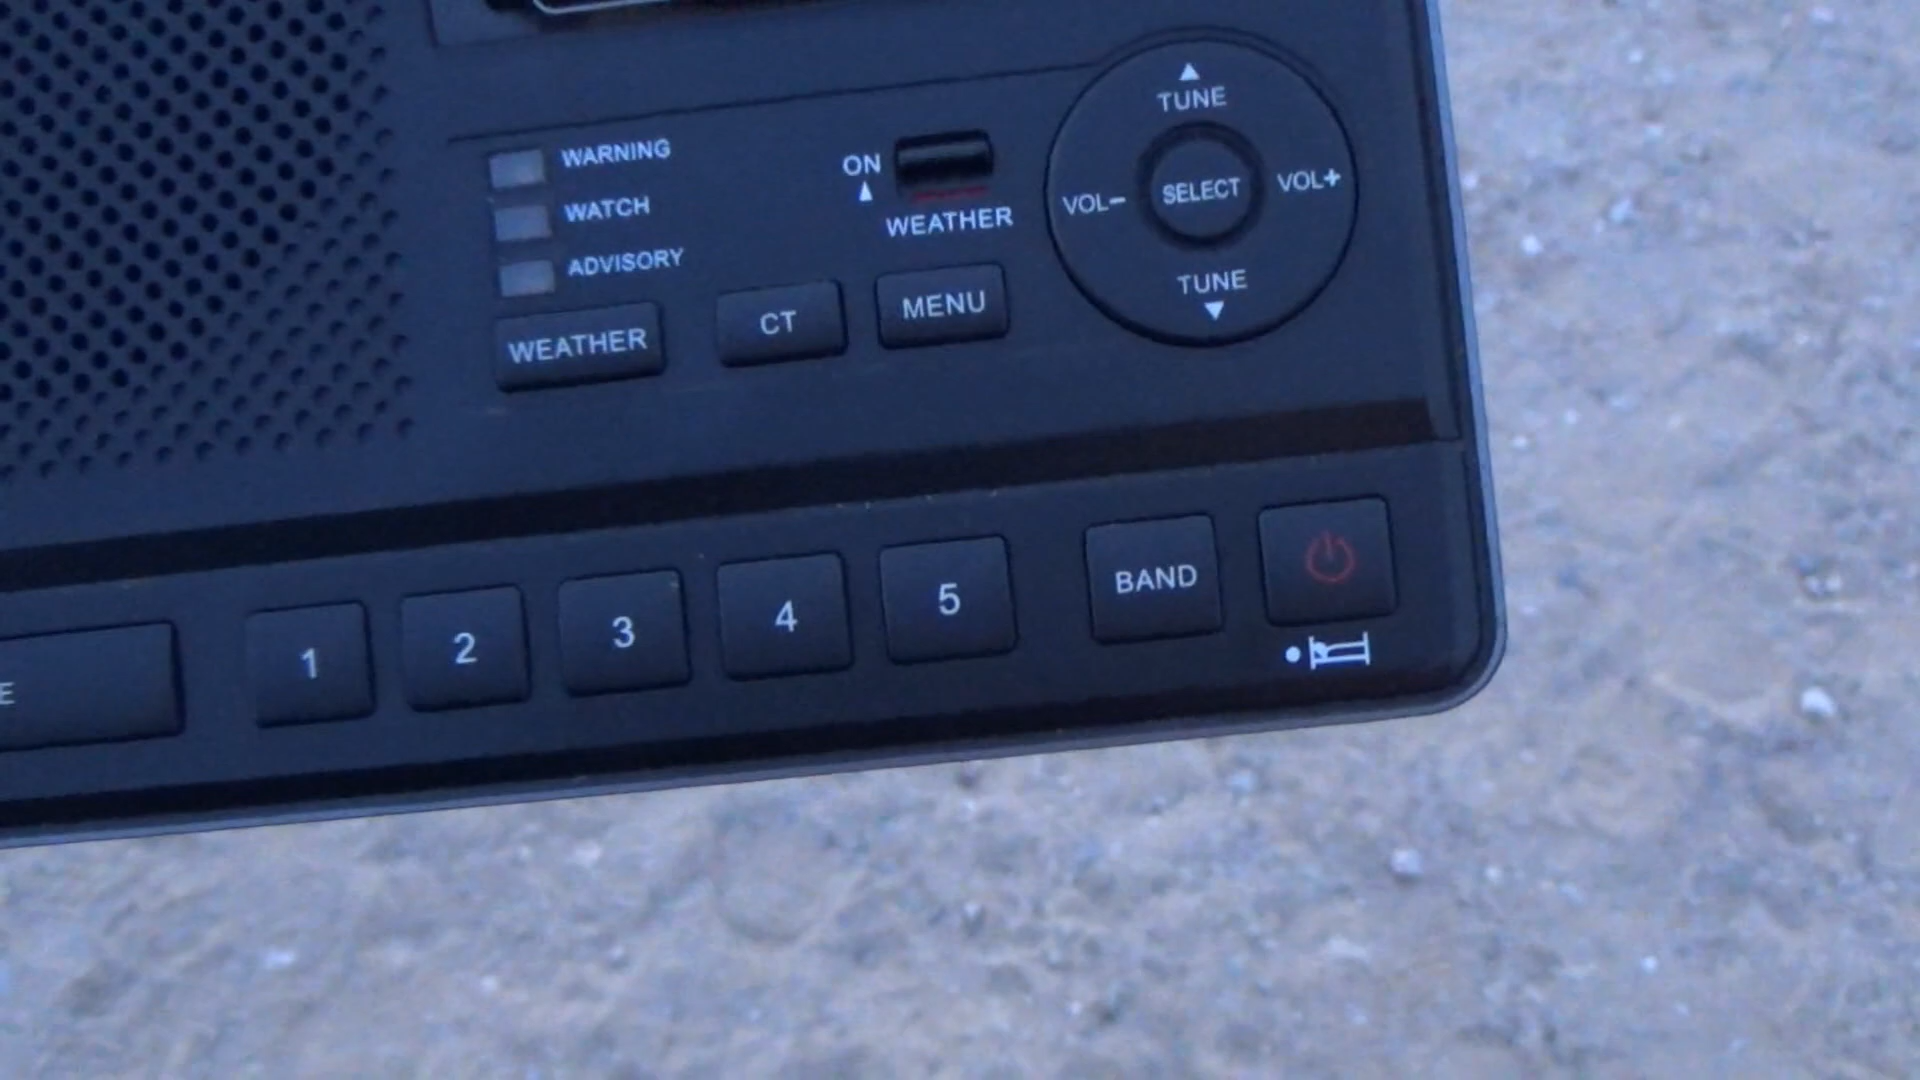 WARNING
WATCH
ADVISORY
WEATHER
CT
MENU
ON
WEATHER
TUNE
VOL-
SELECT
VOL+
TUNE
E
1
2
3
4
5
BAND